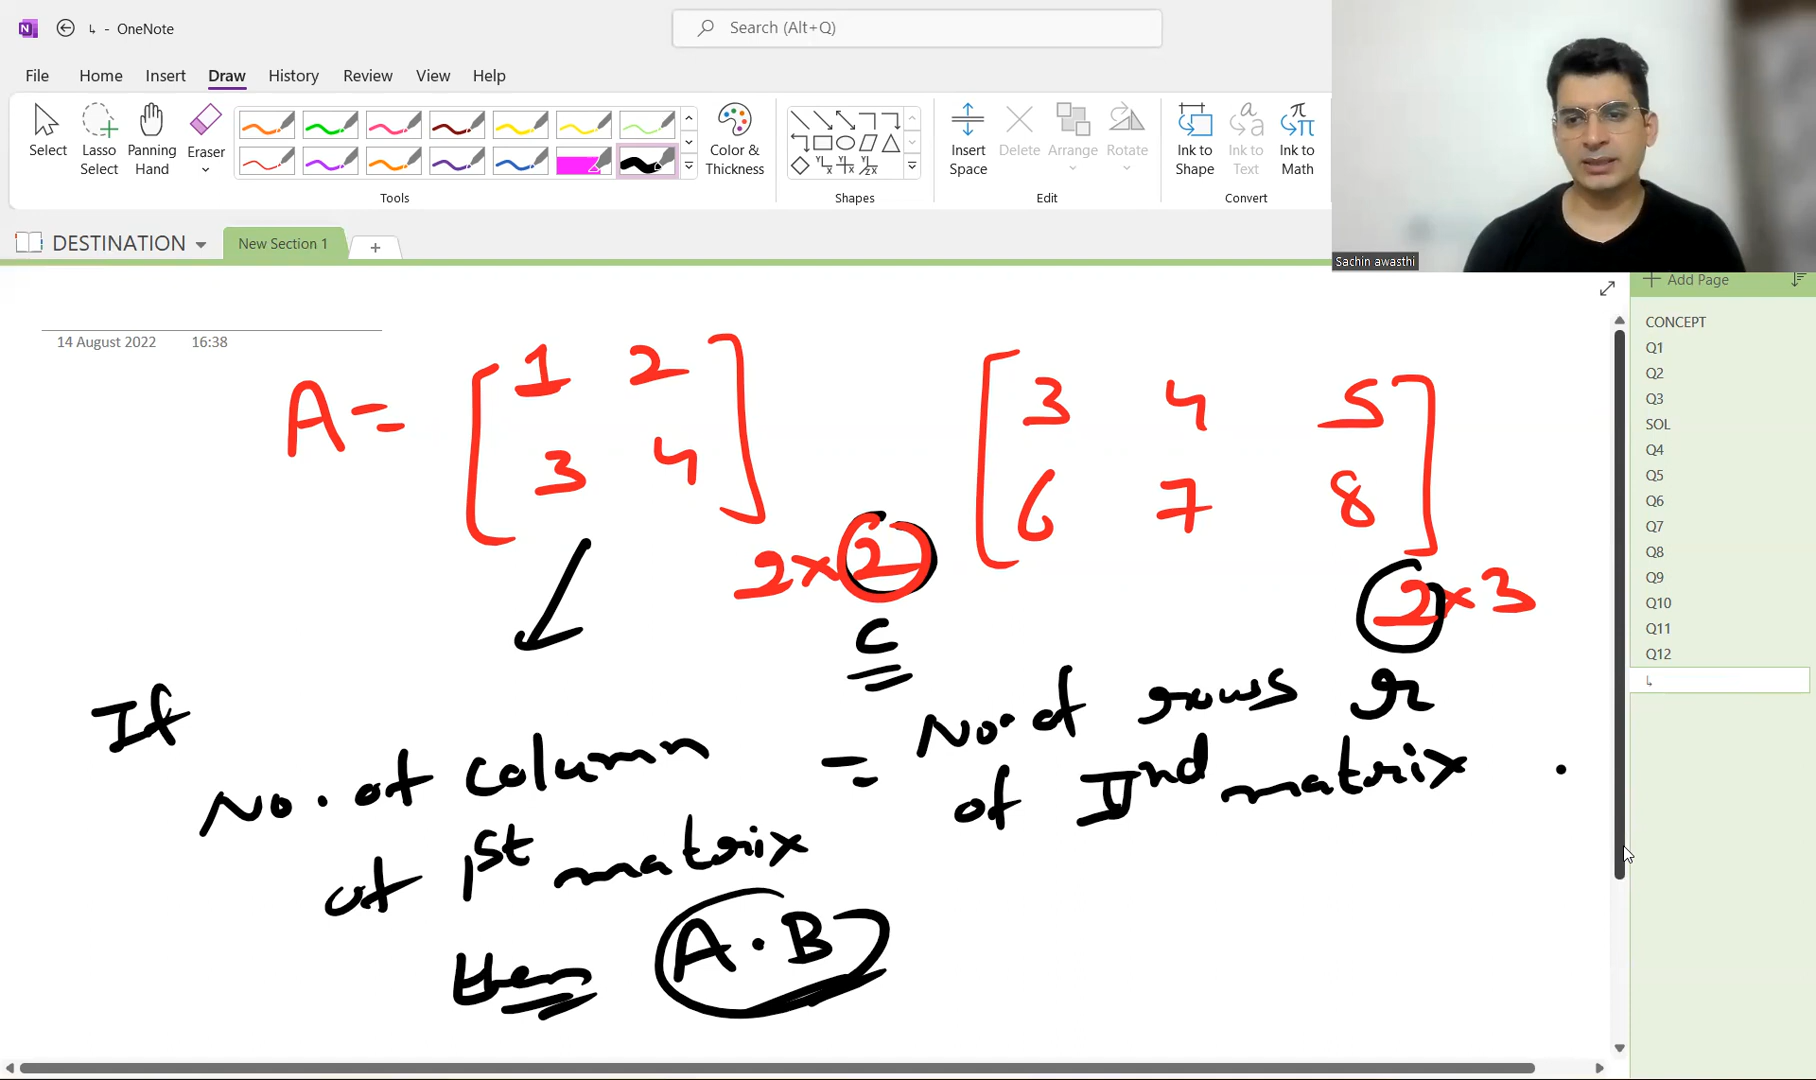 ↳ - OneNote
Search (Alt+Q)
File Home Insert Draw History Review View Help
Select
Lasso Select
Panning Hand
Eraser
Color & Thickness
Insert Space
Delete
Arrange
Rotate
Ink to Shape
Ink to Text
Ink to Math
Tools
Shapes
Edit
Convert
Sachin awasthi
DESTINATION
New Section 1
+
Add Page
14 August 2022 16:38
A = [1 2
3 4]
2×2
[3 4 5
6 7 8]
2×3
c
r
If
No. of column
of 1st matrix
=
No. of rows
of IInd matrix .
then A·B
CONCEPT
Q1
Q2
Q3
SOL
Q4
Q5
Q6
Q7
Q8
Q9
Q10
Q11
Q12
↳